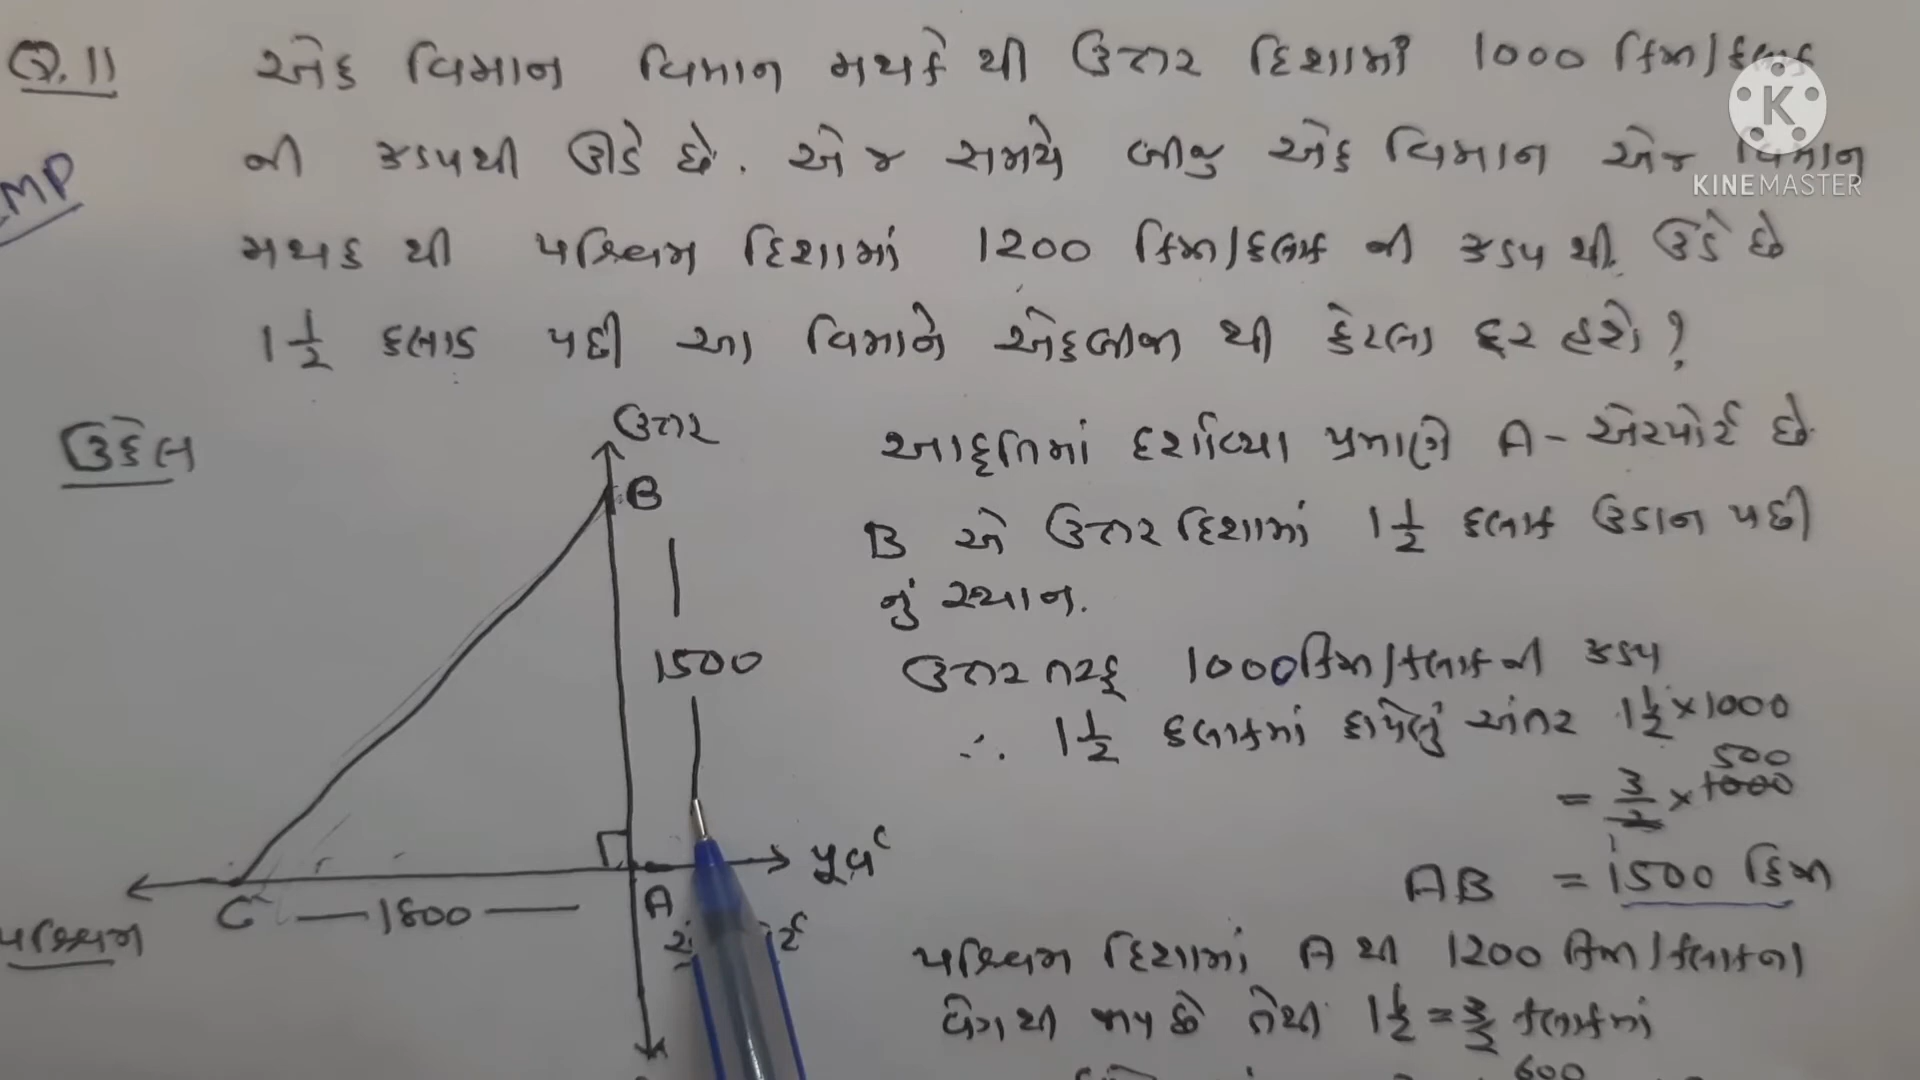 Q.11 એક વિમાન વિમાન મથકે થી ઉત્તર દિશામાં 1000 કિમી/કલાક
ની ઝડપથી ઊડે છે. એ જ સમયે બીજુ એક વિમાન એજ વિમાન
IMP
મથક થી પશ્ચિમ દિશામાં 1200 કિમી/કલાક ની ઝડપ થી ઉડે છે
1 1/2 કલાક પછી આ વિમાને એકબીજા થી કેટલા દૂર હશે?
ઉકેલ
ઉત્તર
B
1500
પૂર્વ
A
C 1800
પશ્ચિમ
આકૃતિમાં દર્શાવ્યા પ્રમાણે A - એરપોર્ટ છે
B એ ઉત્તર દિશામાં 1 1/2 કલાક ઉડાન પછી
નું સ્થાન.
ઉત્તર તરફ 1000 કિમી/કલાક ની ઝડપ
∴ 1 1/2 કલાકમાં કાપેલું અંતર 1 1/2 × 1000
500
= 3/2 × 1000
AB = 1500 કિમી
પશ્ચિમ દિશામાં A થી 1200 કિમી/કલાકના
વેગ થી જાય છે તેથી 1 1/2 = 3/2 કલાકમાં
600
KINEMASTER